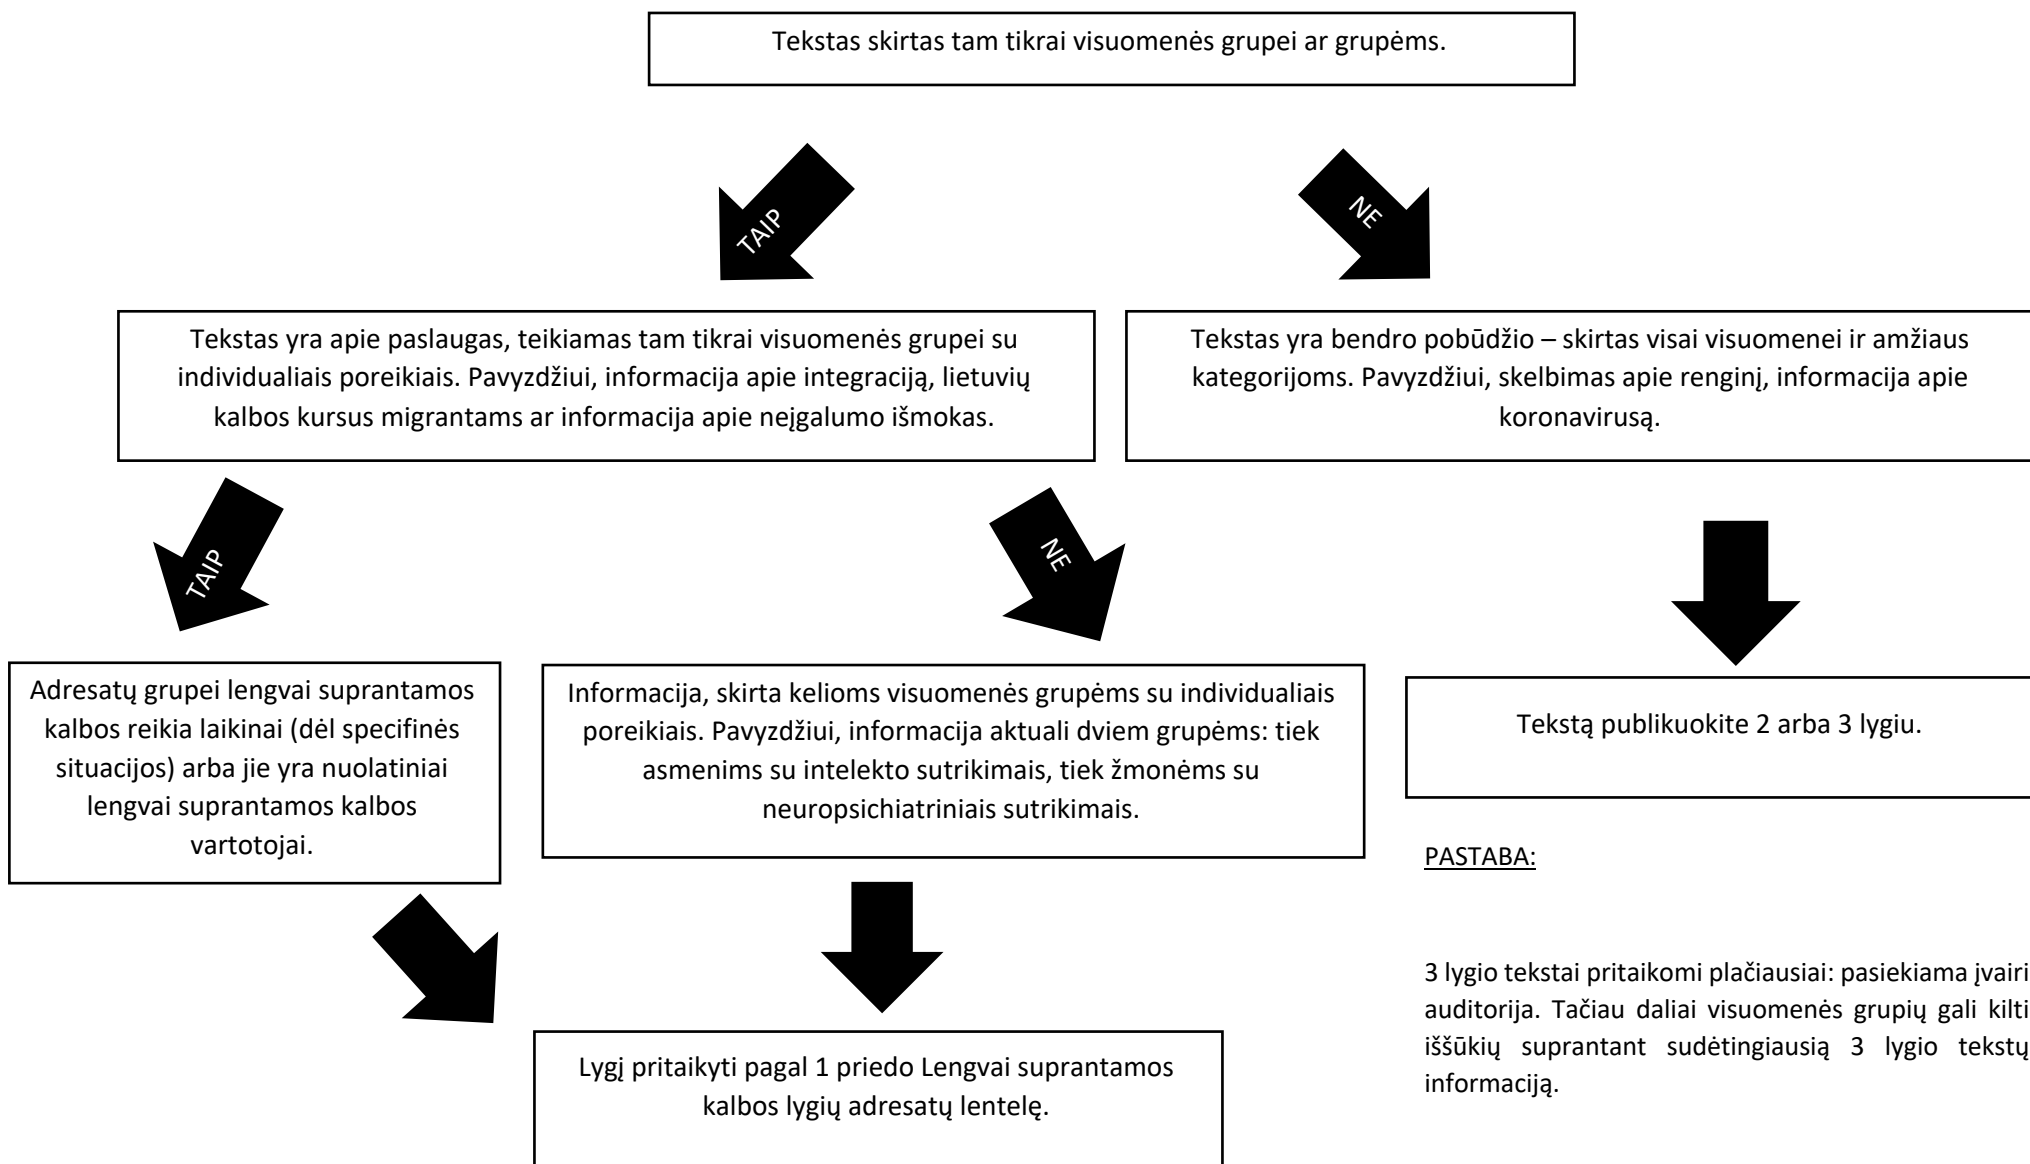 Tekstas skirtas tam tikrai visuomenės grupei ar grupėms.
TAIP
NE
Tekstas yra apie paslaugas, teikiamas tam tikrai visuomenės grupei su
individualiais poreikiais. Pavyzdžiui, informacija apie integraciją, lietuvių
kalbos kursus migrantams ar informacija apie neįgalumo išmokas.
Tekstas yra bendro pobūdžio – skirtas visai visuomenei ir amžiaus
kategorijoms. Pavyzdžiui, skelbimas apie renginį, informacija apie
koronavirusą.
TAIP
NE
Adresatų grupei lengvai suprantamos
kalbos reikia laikinai (dėl specifinės
situacijos) arba jie yra nuolatiniai
lengvai suprantamos kalbos
vartotojai.
Informacija, skirta kelioms visuomenės grupėms su individualiais
poreikiais. Pavyzdžiui, informacija aktuali dviem grupėms: tiek
asmenims su intelekto sutrikimais, tiek žmonėms su
neuropsichiatriniais sutrikimais.
Tekstą publikuokite 2 arba 3 lygiu.
PASTABA:
3 lygio tekstai pritaikomi plačiausiai: pasiekiama įvairi
auditorija. Tačiau daliai visuomenės grupių gali kilti
iššūkių suprantant sudėtingiausią 3 lygio tekstų
informaciją.
Lygį pritaikyti pagal 1 priedo Lengvai suprantamos
kalbos lygių adresatų lentelę.